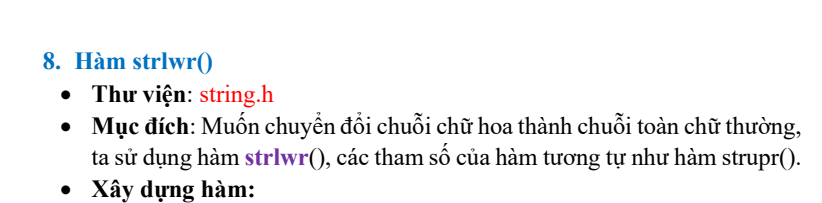 8. Hàm strlwr()
• Thư viện: string.h
• Mục đích: Muốn chuyển đổi chuỗi chữ hoa thành chuỗi toàn chữ thường,
ta sử dụng hàm strlwr(), các tham số của hàm tương tự như hàm strupr().
• Xây dựng hàm: